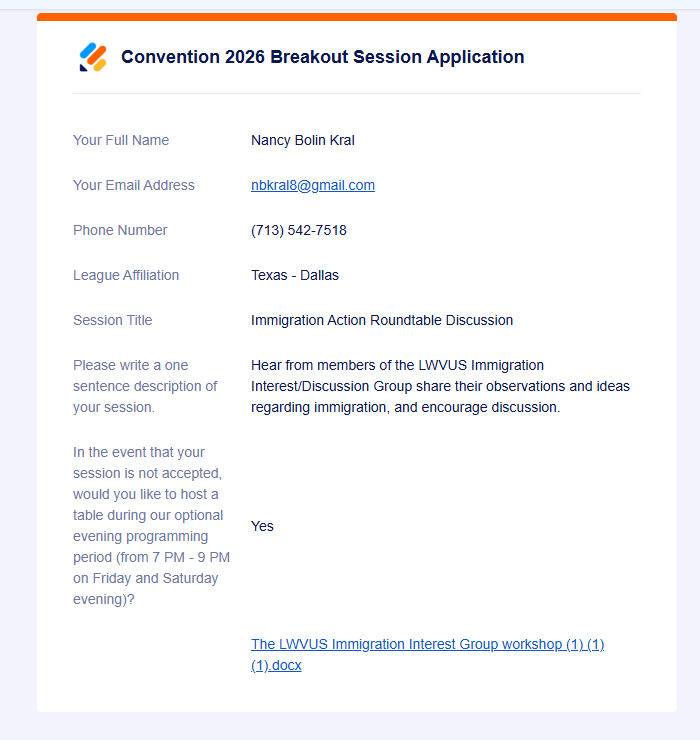 Convention 2026 Breakout Session Application
Your Full Name
Nancy Bolin Kral
Your Email Address
nbkral8@gmail.com
Phone Number
(713) 542-7518
League Affiliation
Texas - Dallas
Session Title
Immigration Action Roundtable Discussion
Please write a one
sentence description of
your session.
Hear from members of the LWVUS Immigration
Interest/Discussion Group share their observations and ideas
regarding immigration, and encourage discussion.
In the event that your
session is not accepted,
would you like to host a
table during our optional
evening programming
period (from 7 PM - 9 PM
on Friday and Saturday
evening)?
Yes
The LWVUS Immigration Interest Group workshop (1) (1)
(1).docx